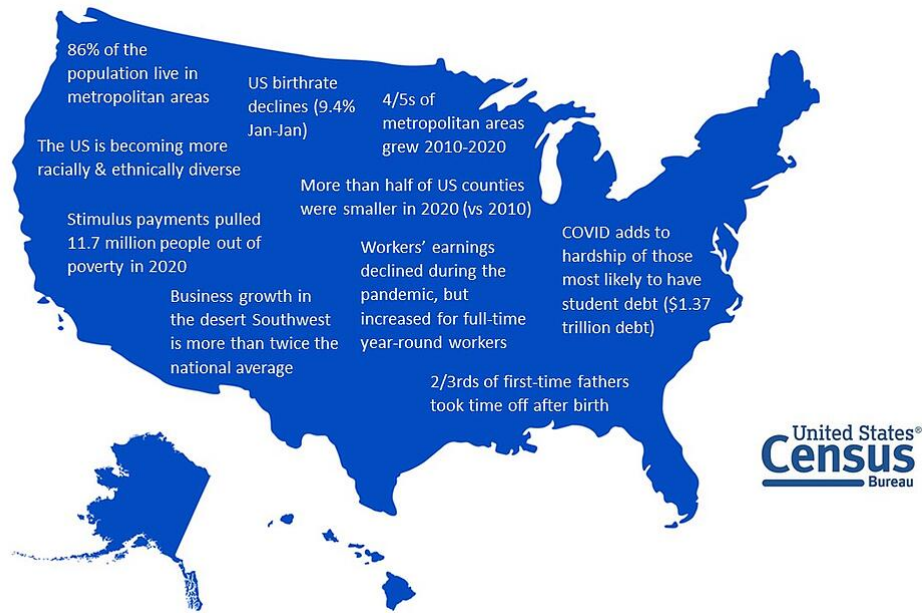 86% of the
population live in
metropolitan areas
US birthrate
declines (9.4%
Jan-Jan)
4/5s of
metropolitan areas
grew 2010-2020
The US is becoming more
racially & ethnically diverse
More than half of US counties
were smaller in 2020 (vs 2010)
Stimulus payments pulled
11.7 million people out of
poverty in 2020
Workers' earnings
declined during the
pandemic, but
increased for full-time
year-round workers
COVID adds to
hardship of those
most likely to have
student debt ($1.37
trillion debt)
Business growth in
the desert Southwest
is more than twice the
national average
2/3rds of first-time fathers
took time off after birth
United States®
Census
Bureau